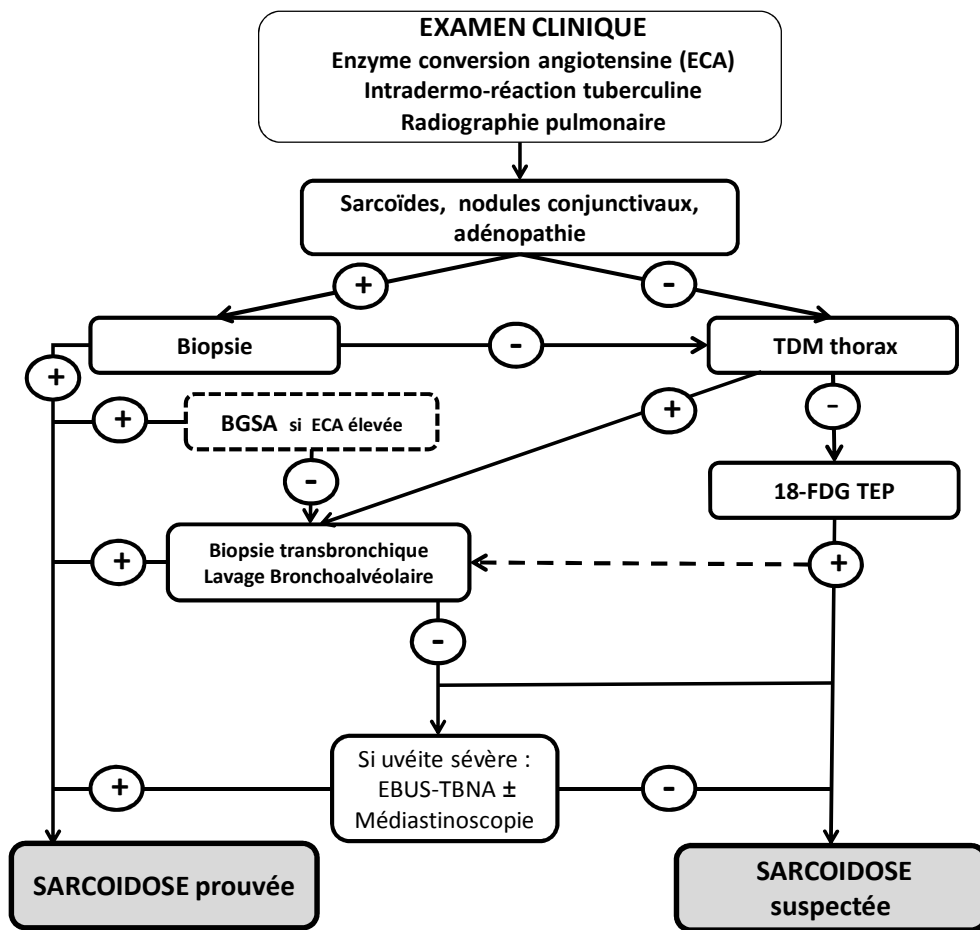 EXAMEN CLINIQUE
Enzyme conversion angiotensine (ECA)
Intradermo-réaction tuberculine
Radiographie pulmonaire
Sarcoïdes, nodules conjonctivaux,
adénopathie
+
-
Biopsie
-
TDM thorax
+
+
BGSA si ECA élevée
+
-
-
18-FDG TEP
+
Biopsie transbronchique
Lavage Bronchoalvéolaire
+
-
Si uvéite sévère :
EBUS-TBNA ±
Médiastinoscopie
+
-
SARCOIDOSE prouvée
SARCOIDOSE
suspectée